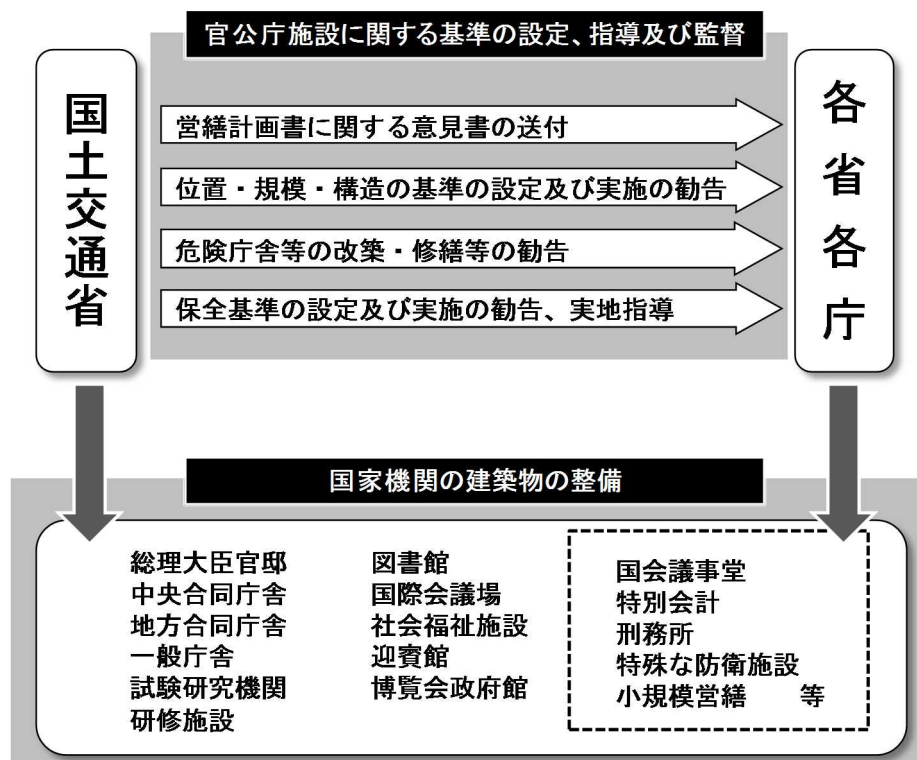 官公庁施設に関する基準の設定、指導及び監督
国土交通省
営繕計画書に関する意見書の送付
位置・規模・構造の基準の設定及び実施の勧告
危険庁舎等の改築・修繕等の勧告
保全基準の設定及び実施の勧告、実地指導
各省各庁
国家機関の建築物の整備
総理大臣官邸
中央合同庁舎
地方合同庁舎
一般庁舎
試験研究機関
研修施設
図書館
国際会議場
社会福祉施設
迎賓館
博覧会政府館
国会議事堂
特別会計
刑務所
特殊な防衛施設
小規模営繕　等